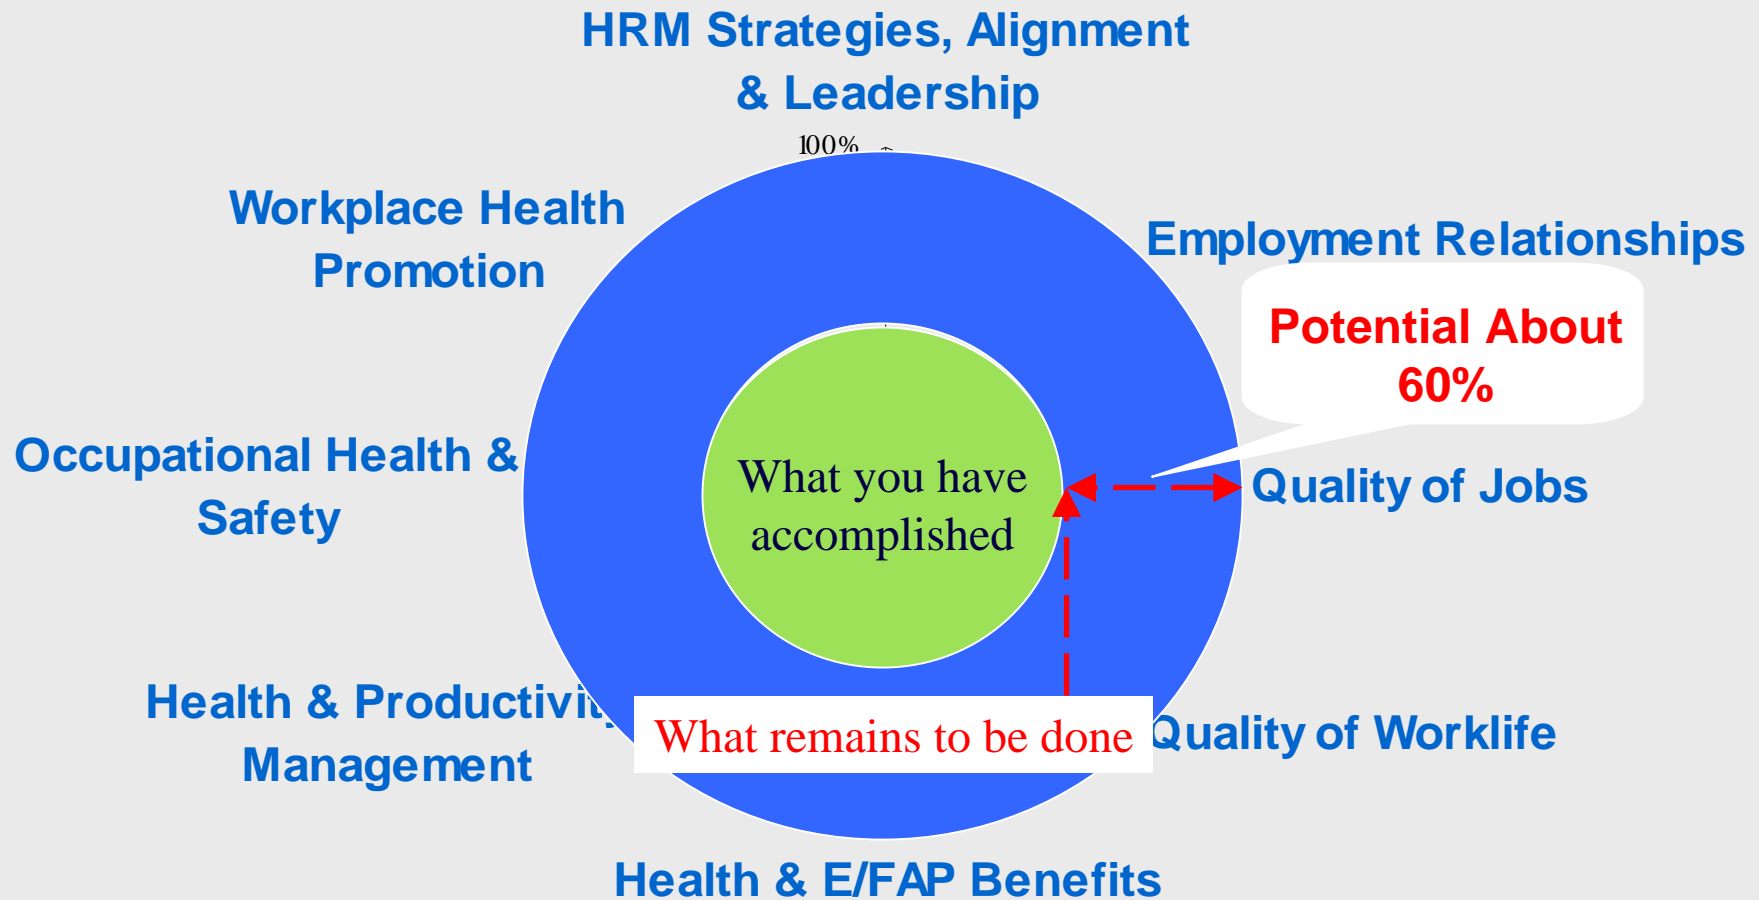 HRM Strategies, Alignment
& Leadership
100%
Workplace Health
Promotion
Employment Relationships
Potential About
60%
Occupational Health &
Safety
What you have
accomplished
Quality of Jobs
Health & Productivity
Management
What remains to be done
Quality of Worklife
Health & E/FAP Benefits